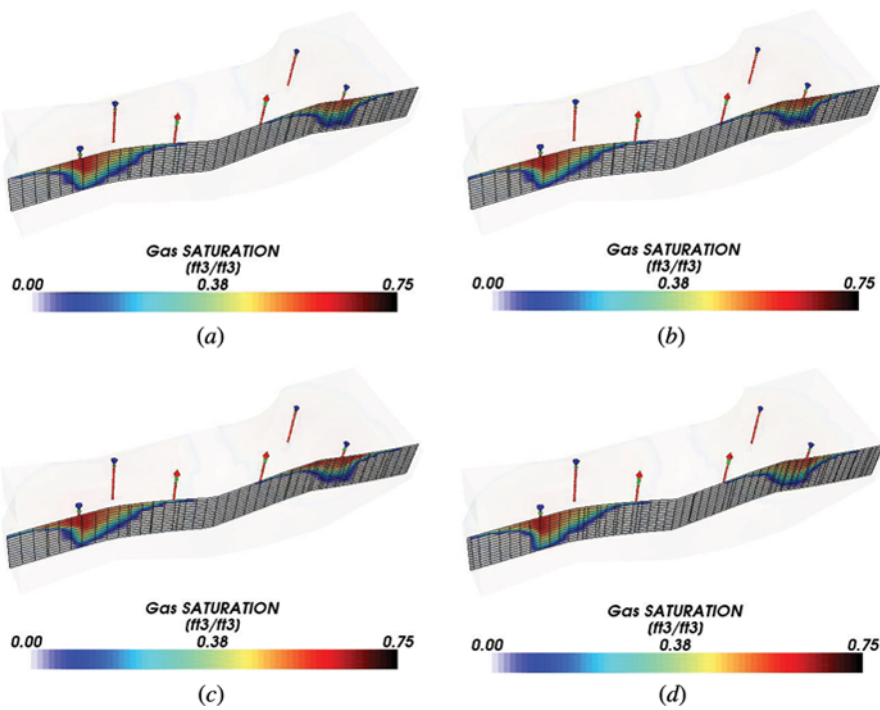 Gas SATURATION
(ft3/ft3)
0.00 0.38 0.75
(a)
Gas SATURATION
(ft3/ft3)
0.00 0.38 0.75
(b)
Gas SATURATION
(ft3/ft3)
0.00 0.38 0.75
(c)
Gas SATURATION
(ft3/ft3)
0.00 0.38 0.75
(d)